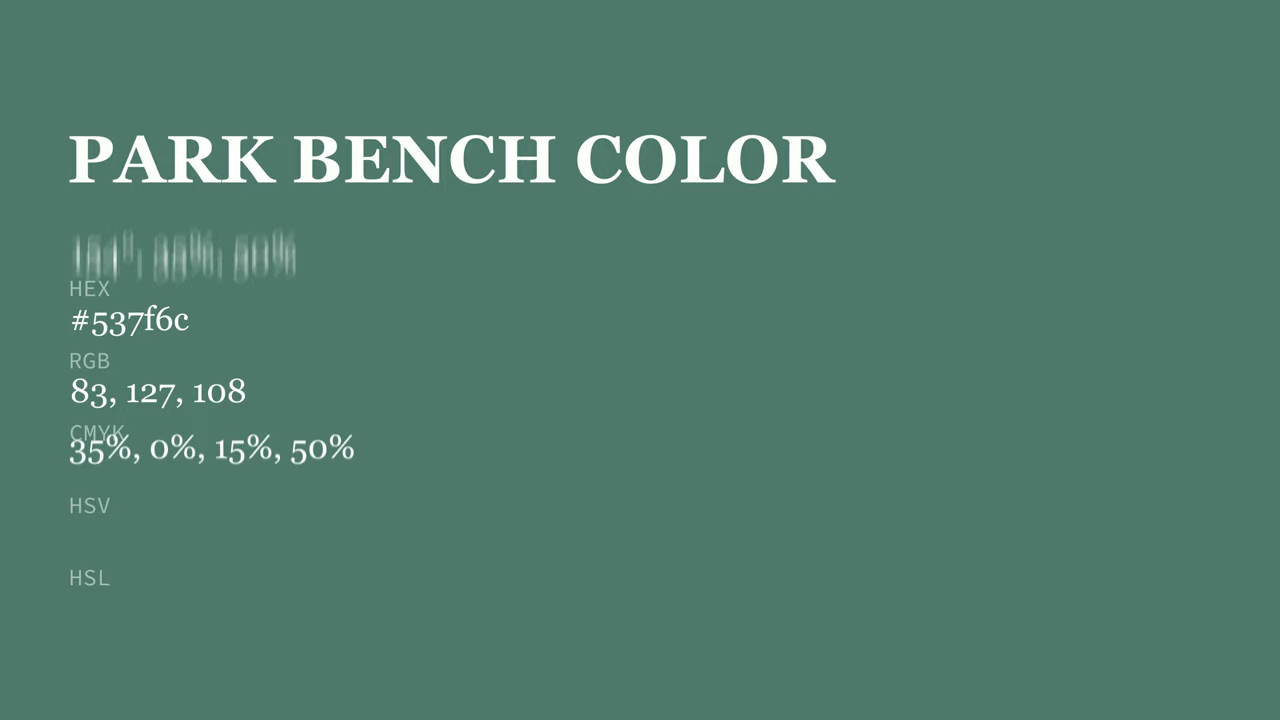 PARK BENCH COLOR
HEX
#537f6c
RGB
83, 127, 108
CMYK
35%, 0%, 15%, 50%
HSV
HSL